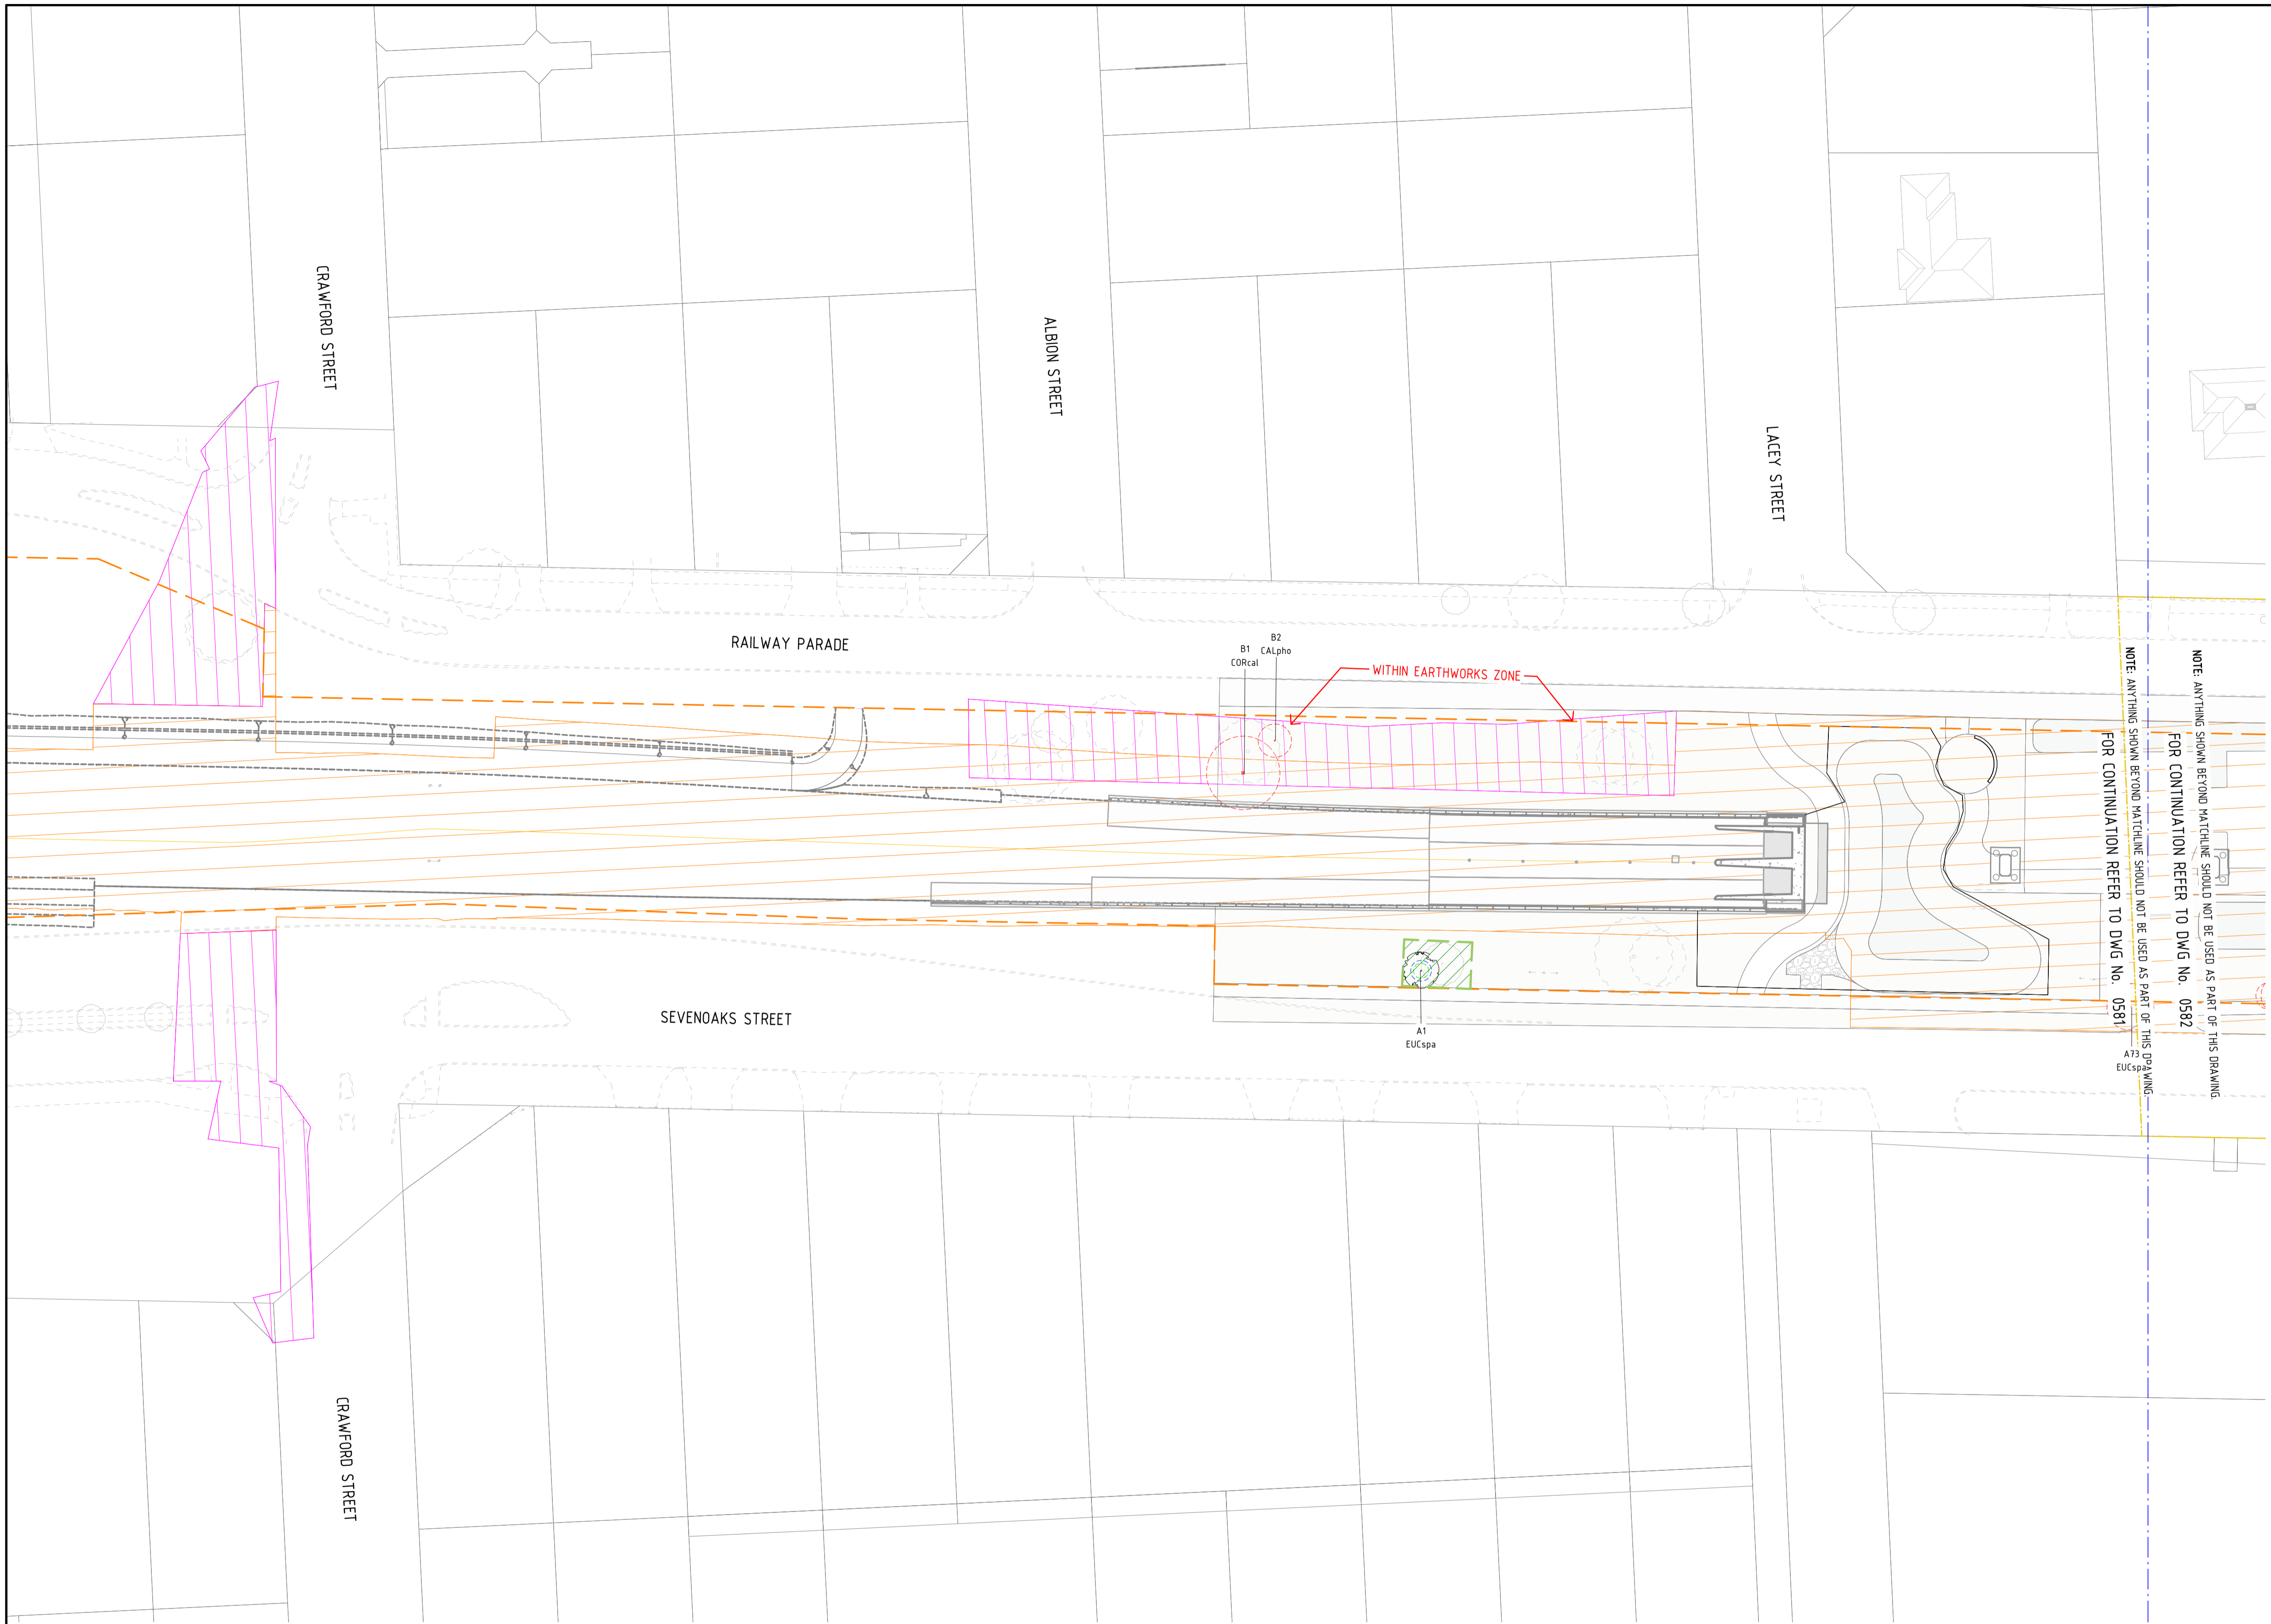 CRAWFORD STREET
ALBION STREET
LACEY STREET
RAILWAY PARADE
B2
CALpho
B1
CORcal
WITHIN EARTHWORKS ZONE
NOTE: ANYTHING SHOWN BEYOND MATCHLINE SHOULD NOT BE USED AS PART OF THIS DRAWING.
FOR CONTINUATION REFER TO DWG No. 0582
NOTE: ANYTHING SHOWN BEYOND MATCHLINE SHOULD NOT BE USED AS PART OF THIS DRAWING.
FOR CONTINUATION REFER TO DWG No. 0581
SEVENOAKS STREET
A1
EUCspa
A73
EUCspa
CRAWFORD STREET